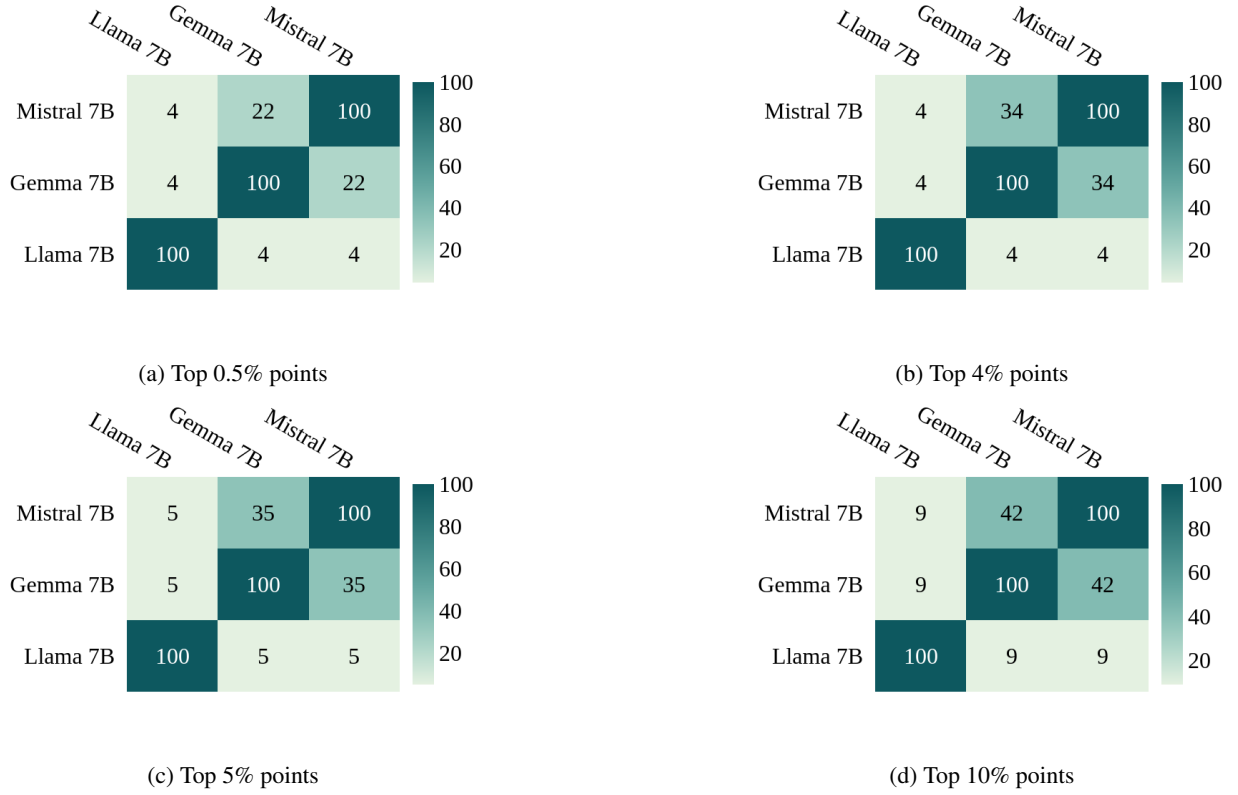 Llama 7B Gemma 7B Mistral 7B
Mistral 7B 4 22 100
Gemma 7B 4 100 22
Llama 7B 100 4 4
100
80
60
40
20
(a) Top 0.5% points
Llama 7B Gemma 7B Mistral 7B
Mistral 7B 4 34 100
Gemma 7B 4 100 34
Llama 7B 100 4 4
100
80
60
40
20
(b) Top 4% points
Llama 7B Gemma 7B Mistral 7B
Mistral 7B 5 35 100
Gemma 7B 5 100 35
Llama 7B 100 5 5
100
80
60
40
20
(c) Top 5% points
Llama 7B Gemma 7B Mistral 7B
Mistral 7B 9 42 100
Gemma 7B 9 100 42
Llama 7B 100 9 9
100
80
60
40
20
(d) Top 10% points